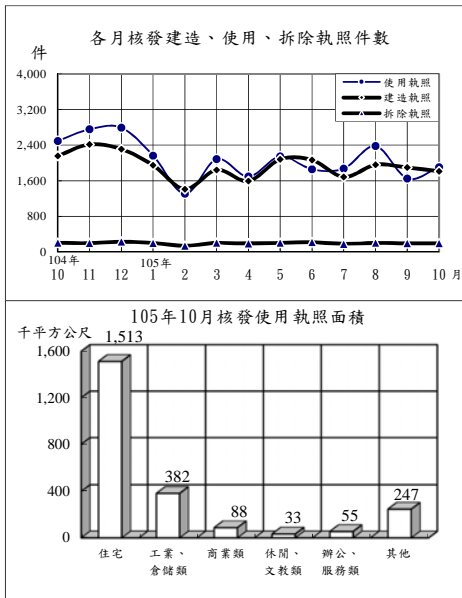 各月核發建造、使用、拆除執照件數
件
4,000
3,200
2,400
1,600
800
0
使用執照
建造執照
拆除執照
104年 105年
10 11 12 1 2 3 4 5 6 7 8 9 10 月
105年10月核發使用執照面積
千平方公尺
1,600
1,200
800
400
0
1,513
382
88
33
55
247
住宅 工業、 商業類 休閒、 辦公、 其他
倉儲類 文教類 服務類